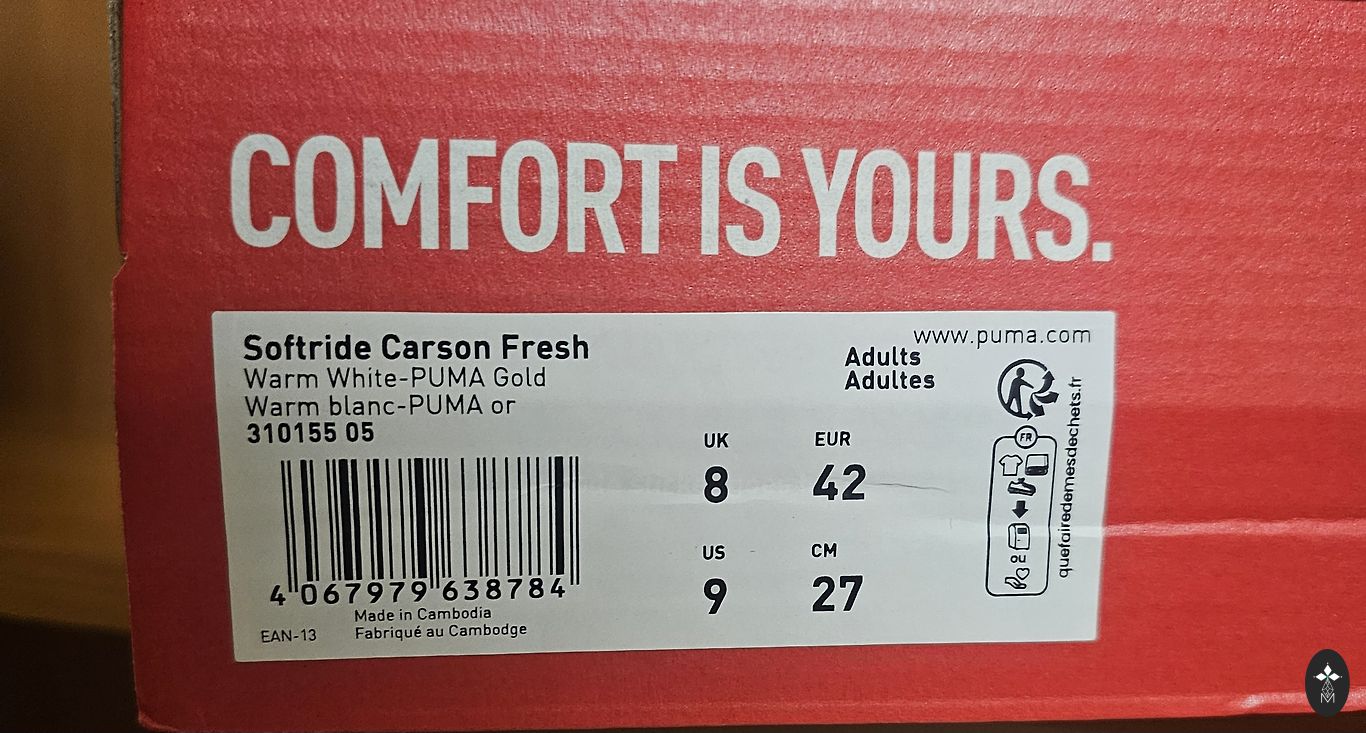 COMFORT IS YOURS.
www.puma.com
Softride Carson Fresh
Warm White-PUMA Gold
Warm blanc-PUMA or
310155 05
Adults
Adultes
UK
8
EUR
42
US
9
CM
27
4 067979 638784
EAN-13
Made in Cambodia
Fabriqué au Cambodge
FR
OU
quefairedemesdechets.fr
M